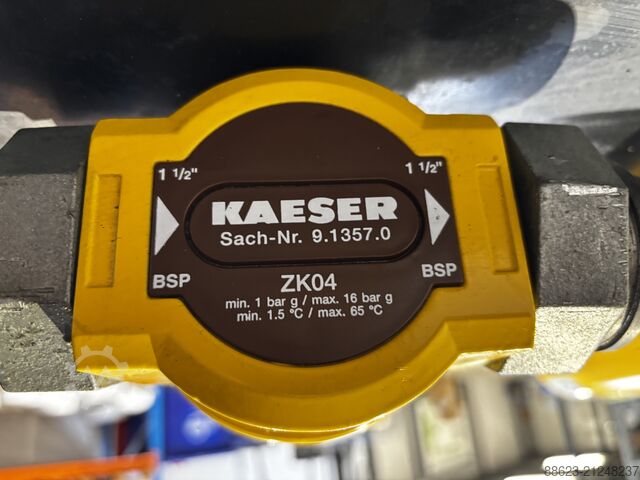 1 1/2" 1 1/2"
KAESER
Sach-Nr. 9.1357.0
BSP ZK04 BSP
min. 1 bar g / max. 16 bar g
min. 1.5 °C / max. 65 °C
88623-21248237